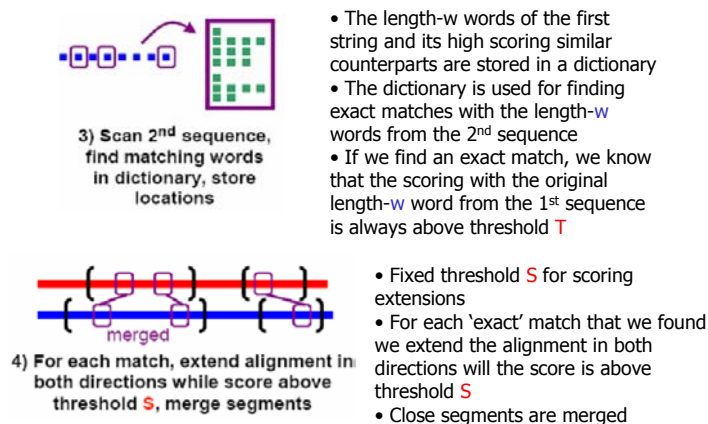 • The length-w words of the first
string and its high scoring similar
counterparts are stored in a dictionary
• The dictionary is used for finding
exact matches with the length-w
words from the 2nd sequence
• If we find an exact match, we know
that the scoring with the original
length-w word from the 1st sequence
is always above threshold T
3) Scan 2nd sequence,
find matching words
in dictionary, store
locations
merged
4) For each match, extend alignment in
both directions while score above
threshold S, merge segments
• Fixed threshold S for scoring
extensions
• For each ‘exact’ match that we found
we extend the alignment in both
directions will the score is above
threshold S
• Close segments are merged